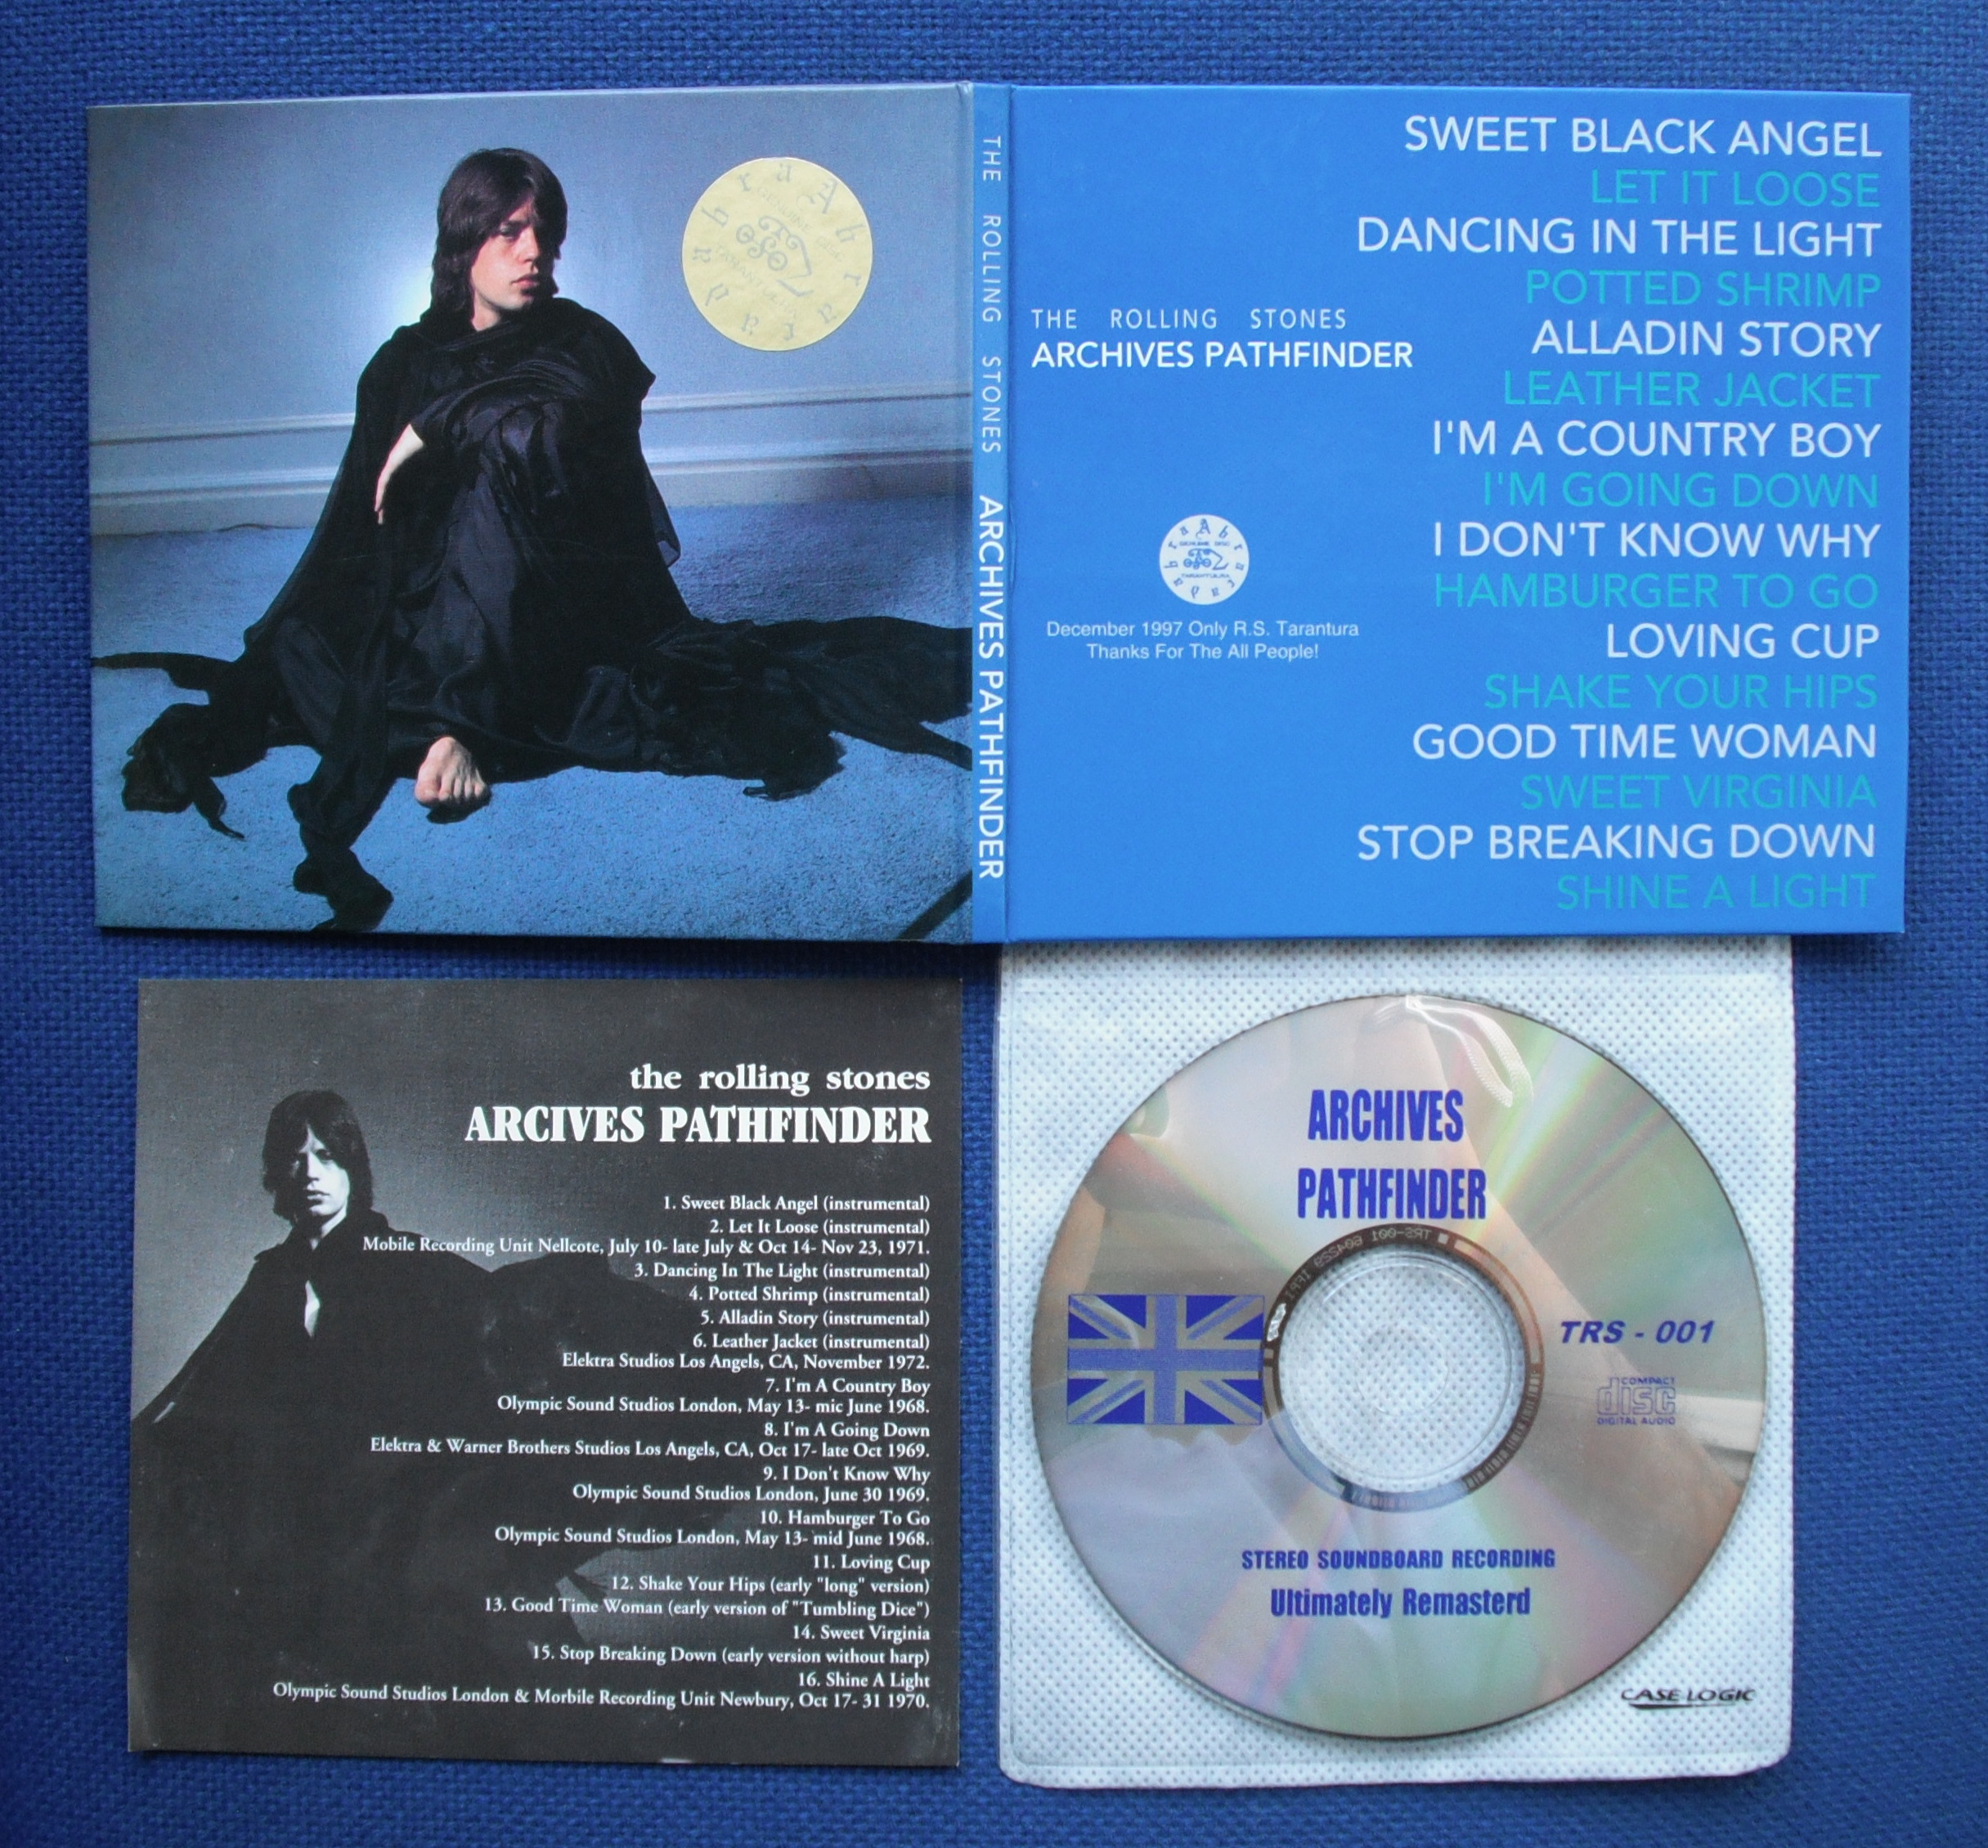 THE ROLLING STONES ARCHIVES PATHFINDER
SWEET BLACK ANGEL
LET IT LOOSE
DANCING IN THE LIGHT
POTTED SHRIMP
ALLADIN STORY
LEATHER JACKET
I'M A COUNTRY BOY
I'M GOING DOWN
I DON'T KNOW WHY
HAMBURGER TO GO
LOVING CUP
SHAKE YOUR HIPS
GOOD TIME WOMAN
SWEET VIRGINIA
STOP BREAKING DOWN
SHINE A LIGHT
THE ROLLING STONES
ARCHIVES PATHFINDER
December 1997 Only R.S. Tarantura
Thanks For The All People!
the rolling stones
ARCIVES PATHFINDER
1. Sweet Black Angel (instrumental)
2. Let It Loose (instrumental)
Mobile Recording Unit Nellcote, July 10- late July & Oct 14- Nov 23, 1971.
3. Dancing In The Light (instrumental)
4. Potted Shrimp (instrumental)
5. Alladin Story (instrumental)
6. Leather Jacket (instrumental)
Elektra Studios Los Angels, CA, November 1972.
7. I'm A Country Boy
Olympic Sound Studios London, May 13- mic June 1968.
8. I'm A Going Down
Elektra & Warner Brothers Studios Los Angels, CA, Oct 17- late Oct 1969.
9. I Don't Know Why
Olympic Sound Studios London, June 30 1969.
10. Hamburger To Go
Olympic Sound Studios London, May 13- mid June 1968.
11. Loving Cup
12. Shake Your Hips (early "long" version)
13. Good Time Woman (early version of "Tumbling Dice")
14. Sweet Virginia
15. Stop Breaking Down (early version without harp)
16. Shine A Light
Olympic Sound Studios London & Morbile Recording Unit Newbury, Oct 17- 31 1970.
ARCHIVES
PATHFINDER
TRS - 001
COMPACT
disc
DIGITAL AUDIO
STEREO SOUNDBOARD RECORDING
Ultimately Remasterd
CASE LOGIC